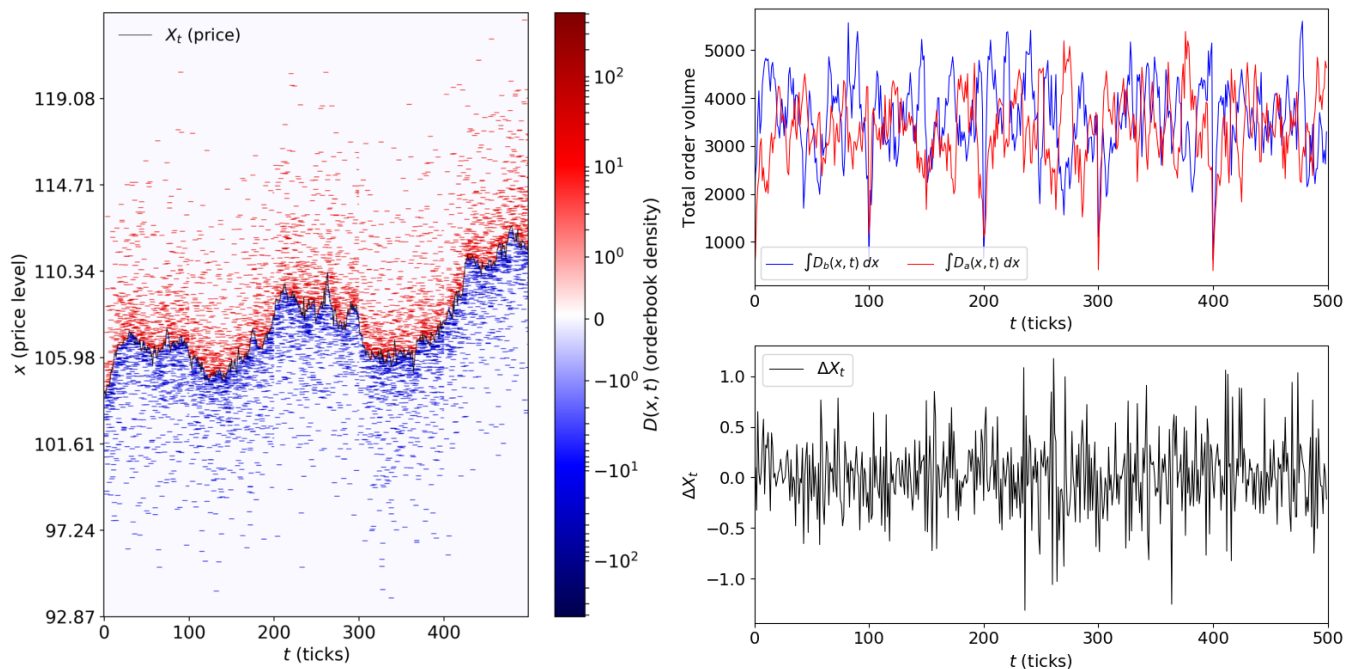 X_t (price)
119.08
114.71
110.34
105.98
101.61
97.24
92.87
x (price level)
0 100 200 300 400
t (ticks)
10^2
10^1
10^0
0
−10^0
−10^1
−10^2
D(x, t) (orderbook density)
5000
4000
3000
2000
1000
Total order volume
∫D_b(x, t) dx ∫D_a(x, t) dx
0 100 200 300 400 500
t (ticks)
ΔX_t
1.0
0.5
0.0
−0.5
−1.0
ΔX_t
0 100 200 300 400 500
t (ticks)